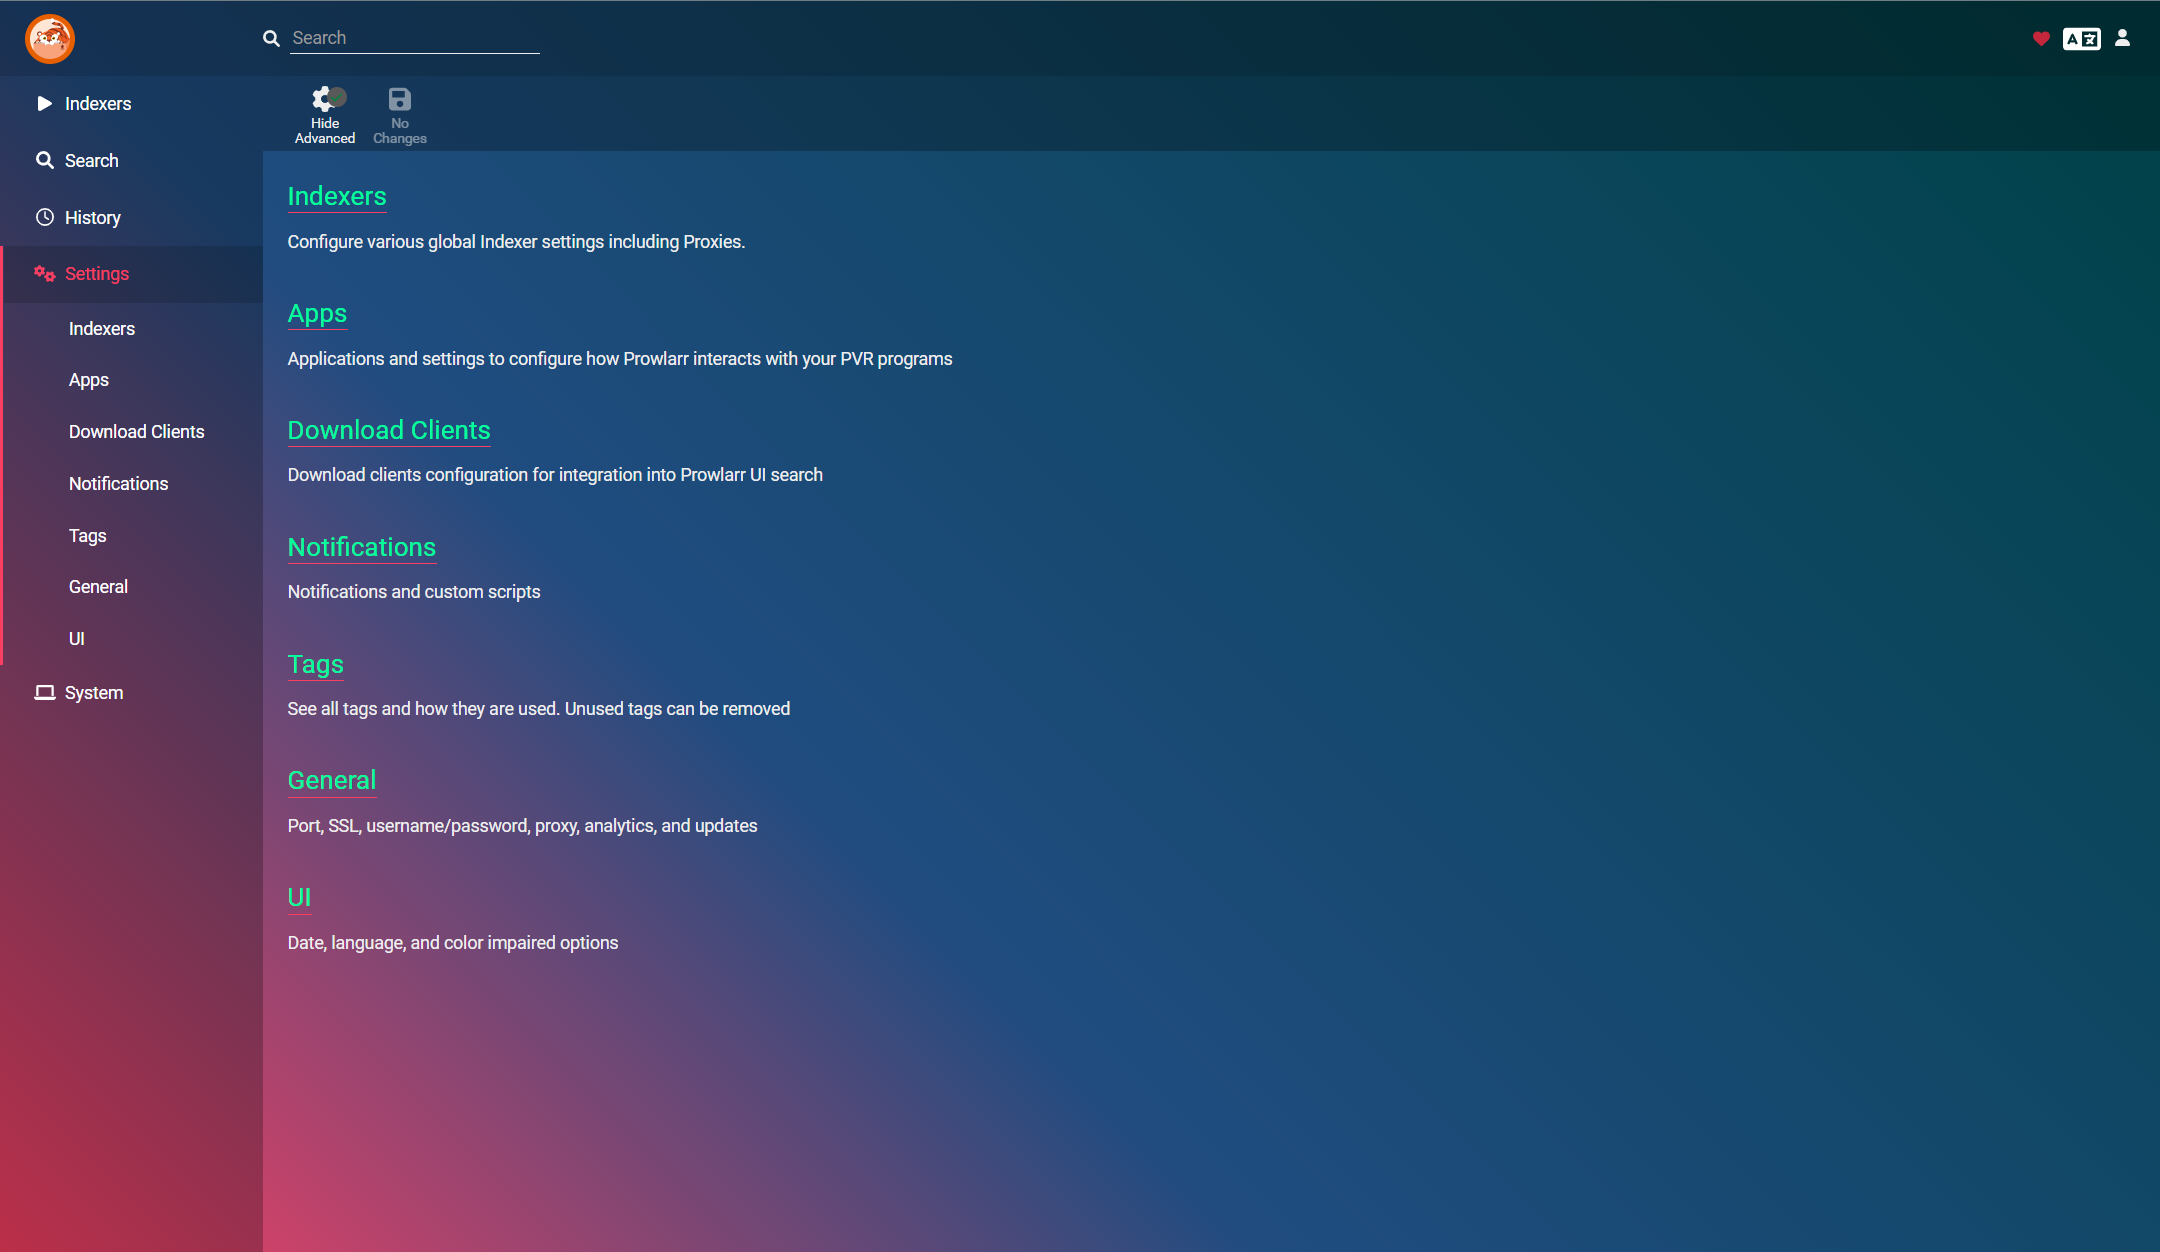 Search
Indexers
Search
History
Settings
Indexers
Apps
Download Clients
Notifications
Tags
General
UI
System
Hide
Advanced
No
Changes
Indexers
Configure various global Indexer settings including Proxies.
Apps
Applications and settings to configure how Prowlarr interacts with your PVR programs
Download Clients
Download clients configuration for integration into Prowlarr UI search
Notifications
Notifications and custom scripts
Tags
See all tags and how they are used. Unused tags can be removed
General
Port, SSL, username/password, proxy, analytics, and updates
UI
Date, language, and color impaired options